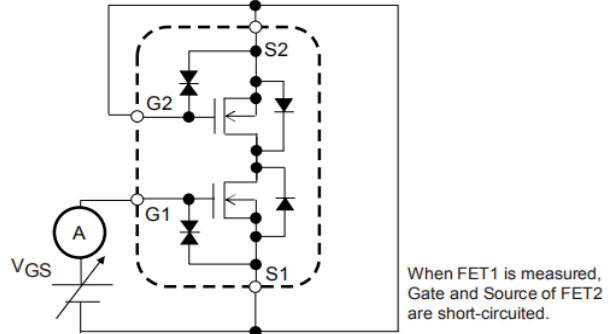 S2
G2
G1
A
VGS
S1
When FET1 is measured,
Gate and Source of FET2
are short-circuited.